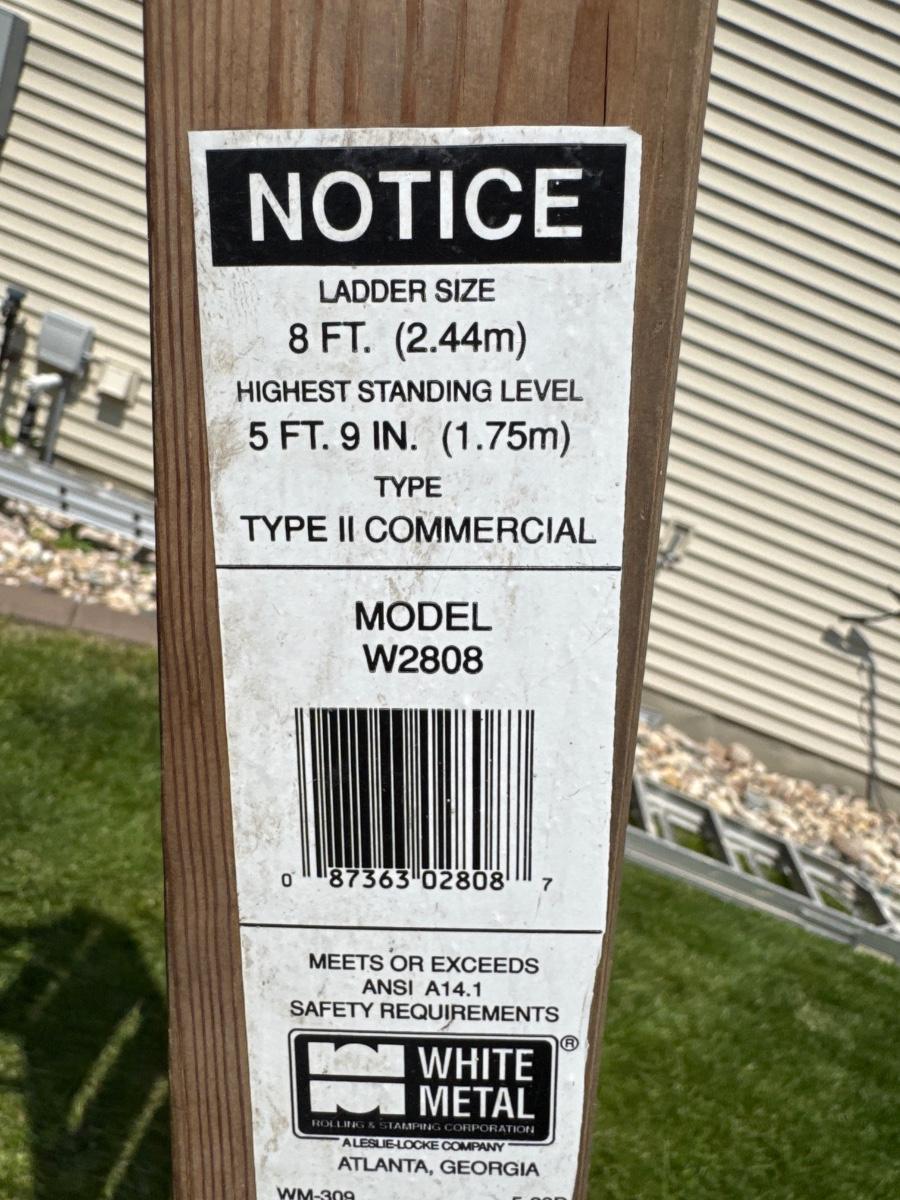 NOTICE
LADDER SIZE
8 FT. (2.44m)
HIGHEST STANDING LEVEL
5 FT. 9 IN. (1.75m)
TYPE
TYPE II COMMERCIAL
MODEL
W2808
0 87363 02808 7
MEETS OR EXCEEDS
ANSI A14.1
SAFETY REQUIREMENTS
WHITE ®
METAL
ROLLING & STAMPING CORPORATION
A LESLIE-LOCKE COMPANY
ATLANTA, GEORGIA
WM-309